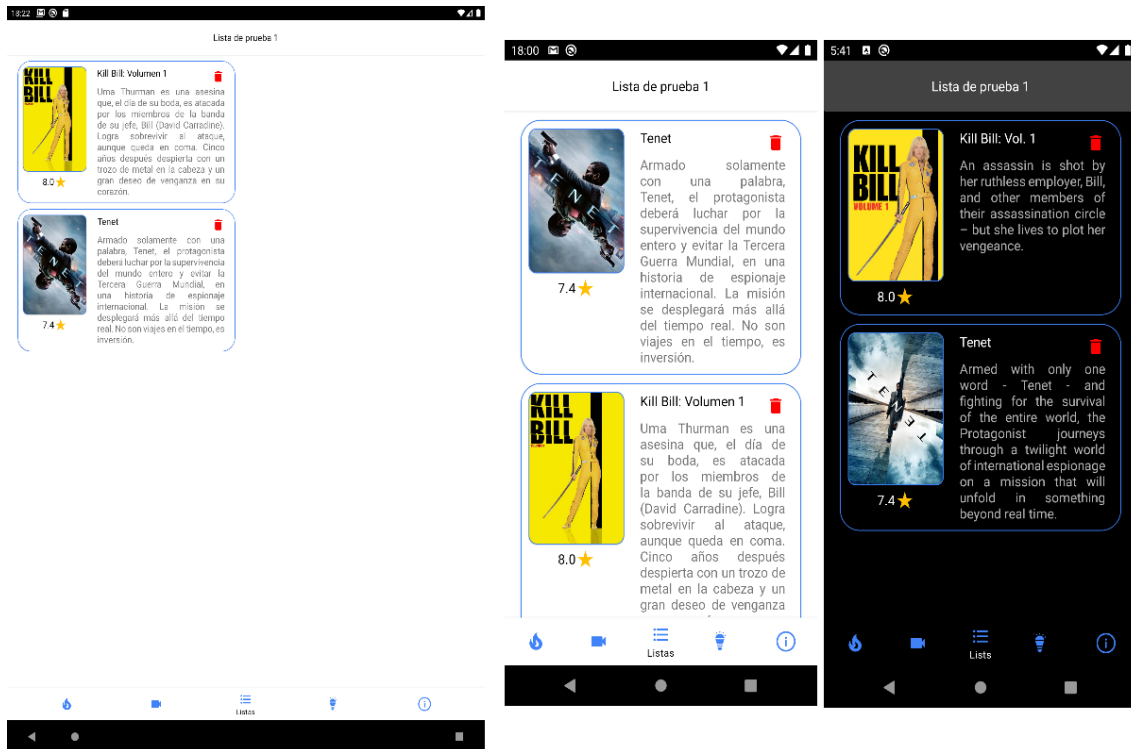 18:22
Lista de prueba 1
KILL
BILL
Kill Bill: Volumen 1
Uma Thurman es una asesina
que, el día de su boda, es atacada
por los miembros de la banda
de su jefe, Bill (David Carradine).
Logra sobrevivir al ataque,
aunque queda en coma. Cinco
años después despierta con un
trozo de metal en la cabeza y un
gran deseo de venganza en su
corazón.
8.0
TENET
Tenet
Armado solamente con una
palabra, Tenet, el protagonista
deberá luchar por la supervivencia
del mundo entero y evitar la
Tercera Guerra Mundial, en
una historia de espionaje
internacional. La misión se
desplegará más allá del tiempo
real. No son viajes en el tiempo, es
inversión.
7.4
Listas
18:00
Lista de prueba 1
TENET
Tenet
Armado solamente
con una palabra,
Tenet, el protagonista
deberá luchar por la
supervivencia del mundo
entero y evitar la Tercera
Guerra Mundial, en una
historia de espionaje
internacional. La misión
se desplegará más allá
del tiempo real. No son
viajes en el tiempo, es
inversión.
7.4
KILL
BILL
Kill Bill: Volumen 1
Uma Thurman es una
asesina que, el día de
su boda, es atacada
por los miembros de
la banda de su jefe, Bill
(David Carradine). Logra
sobrevivir al ataque,
aunque queda en coma.
Cinco años después
despierta con un trozo de
metal en la cabeza y un
gran deseo de venganza
8.0
Listas
5:41
Lista de prueba 1
KILL
BILL
VOLUME 1
Kill Bill: Vol. 1
An assassin is shot by
her ruthless employer, Bill,
and other members of
their assassination circle
– but she lives to plot her
vengeance.
8.0
TENET
Tenet
Armed with only one
word - Tenet - and
fighting for the survival
of the entire world, the
Protagonist journeys
through a twilight world
of international espionage
on a mission that will
unfold in something
beyond real time.
7.4
Lists